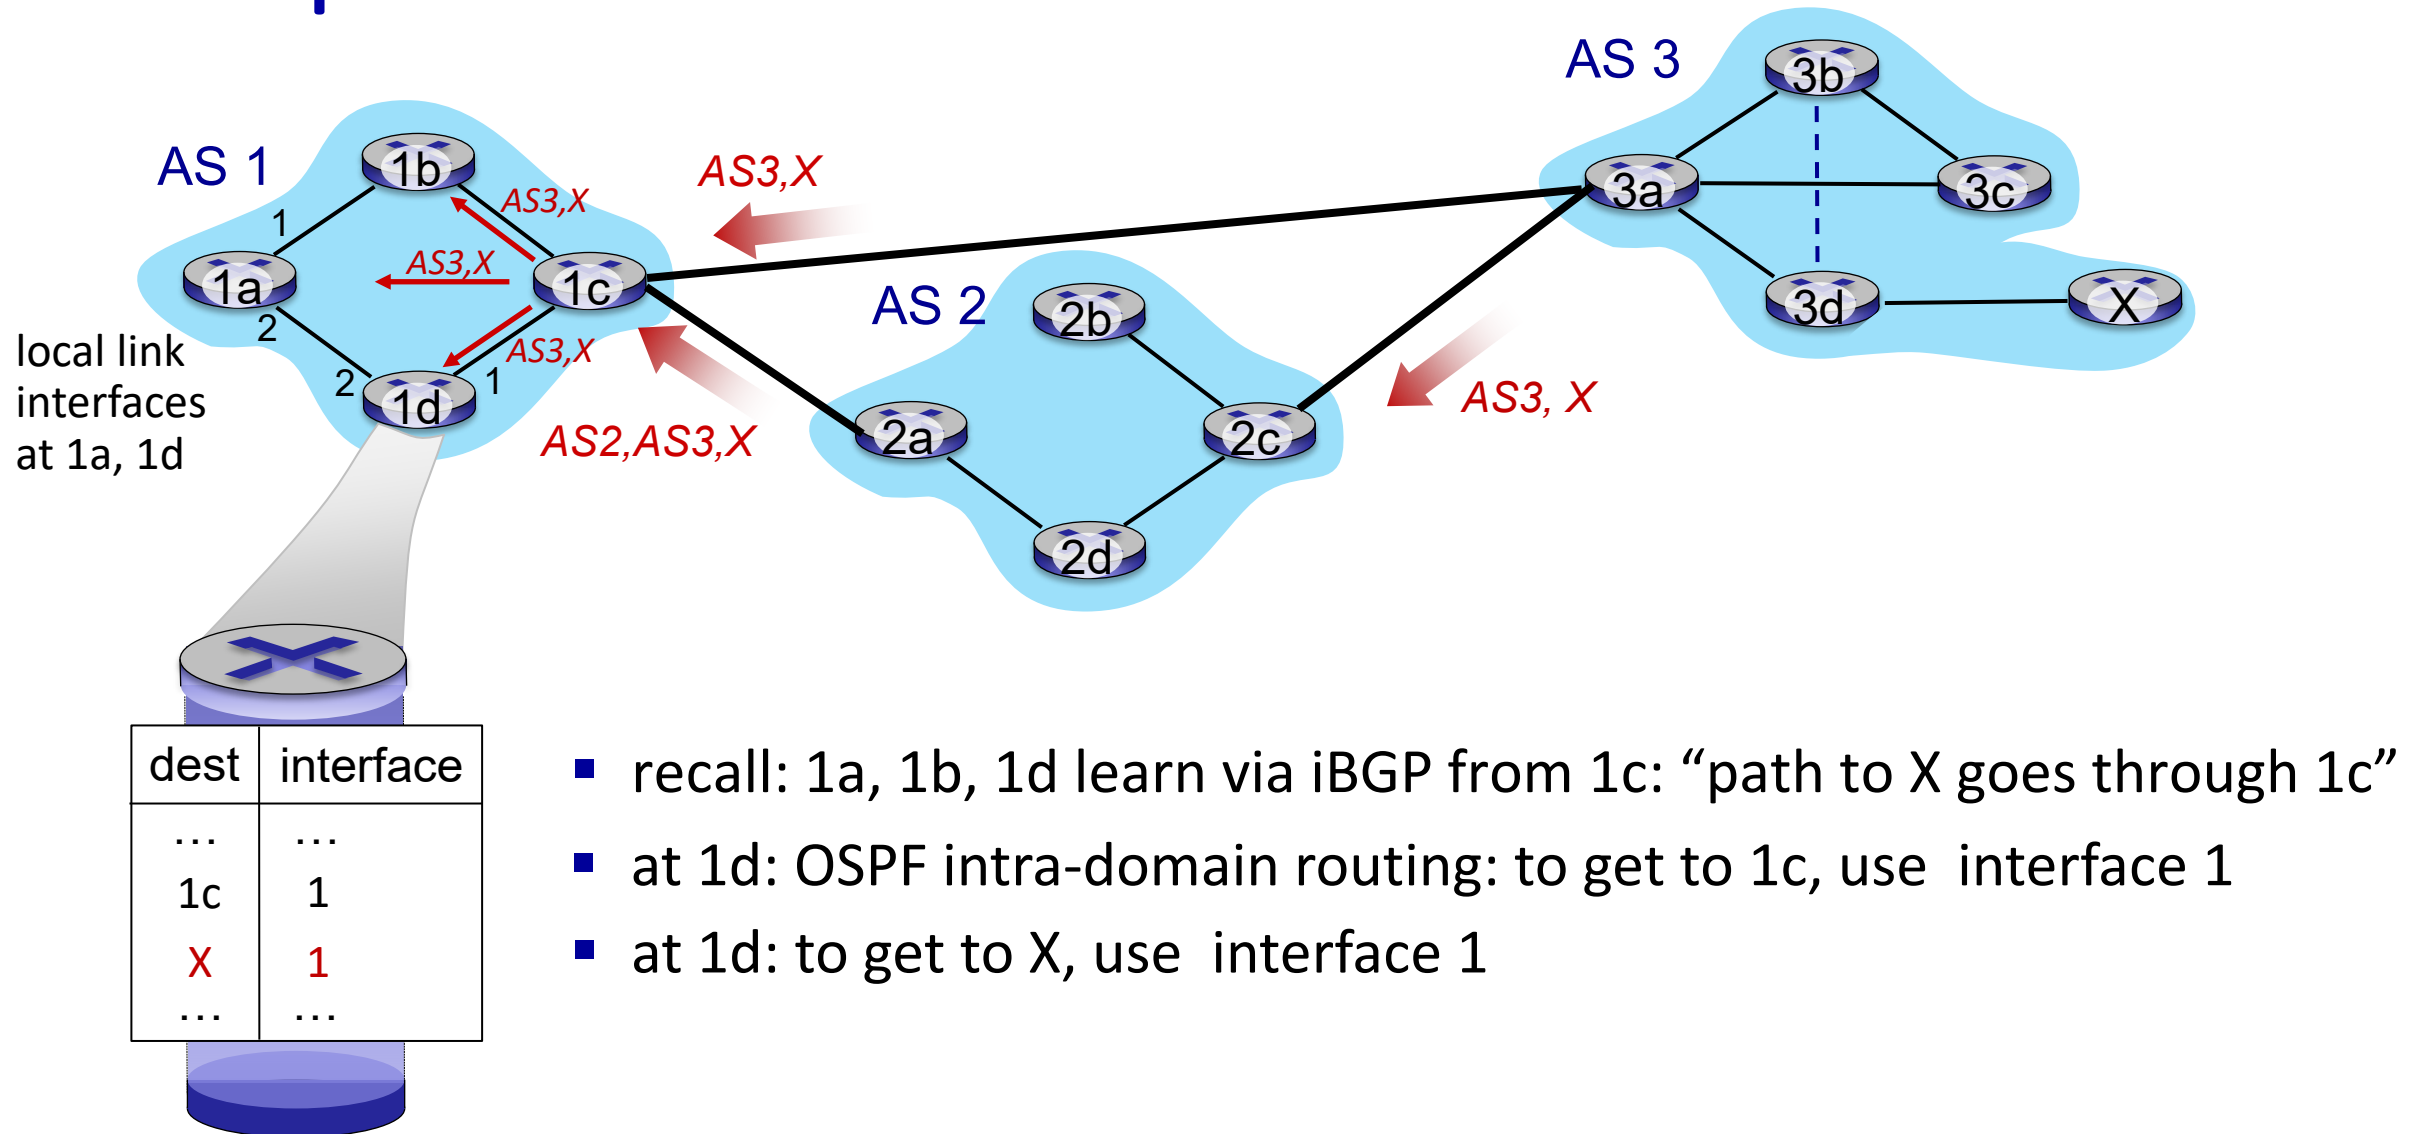 AS 3
3b
3a
3c
3d
X
AS 1
1b
1
1a
2
1c
2
1d
1
AS3,X
AS3,X
AS3,X
AS3,X
AS2,AS3,X
AS3, X
AS 2
2b
2a
2c
2d
local link
interfaces
at 1a, 1d
dest interface
... ...
1c 1
X 1
... ...
▪ recall: 1a, 1b, 1d learn via iBGP from 1c: “path to X goes through 1c”
▪ at 1d: OSPF intra-domain routing: to get to 1c, use interface 1
▪ at 1d: to get to X, use interface 1